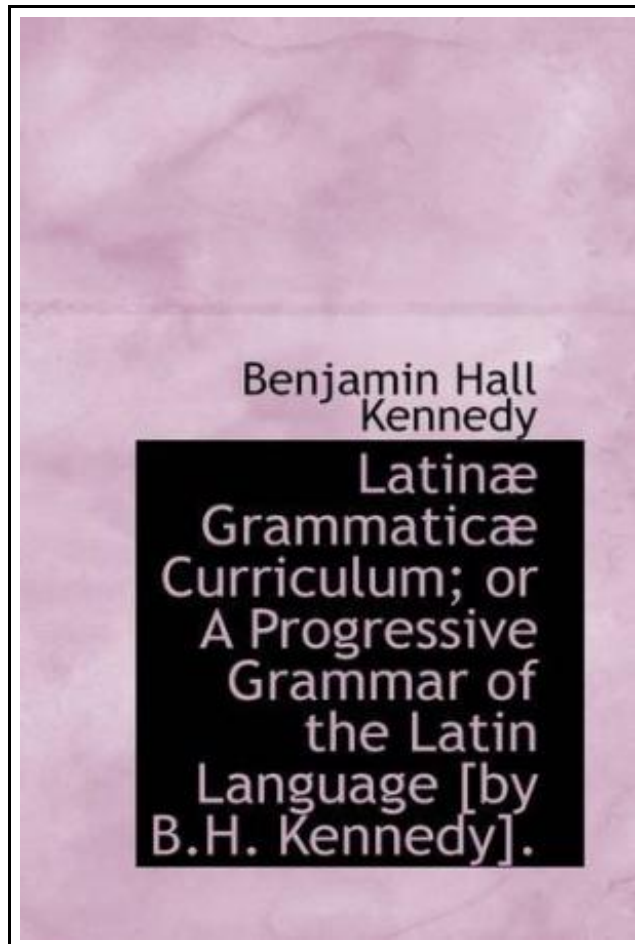 Benjamin Hall
Kennedy
Latinæ
Grammaticæ
Curriculum; or
A Progressive
Grammar of
the Latin
Language [by
B.H. Kennedy].